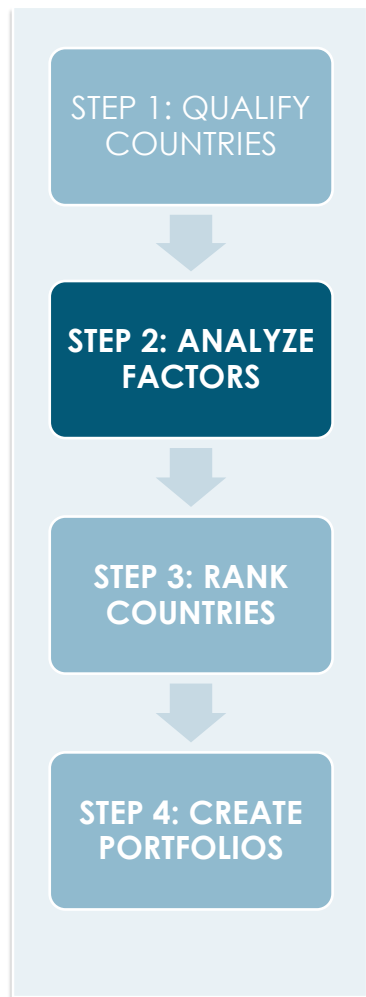 STEP 1: QUALIFY
COUNTRIES
STEP 2: ANALYZE
FACTORS
STEP 3: RANK
COUNTRIES
STEP 4: CREATE
PORTFOLIOS